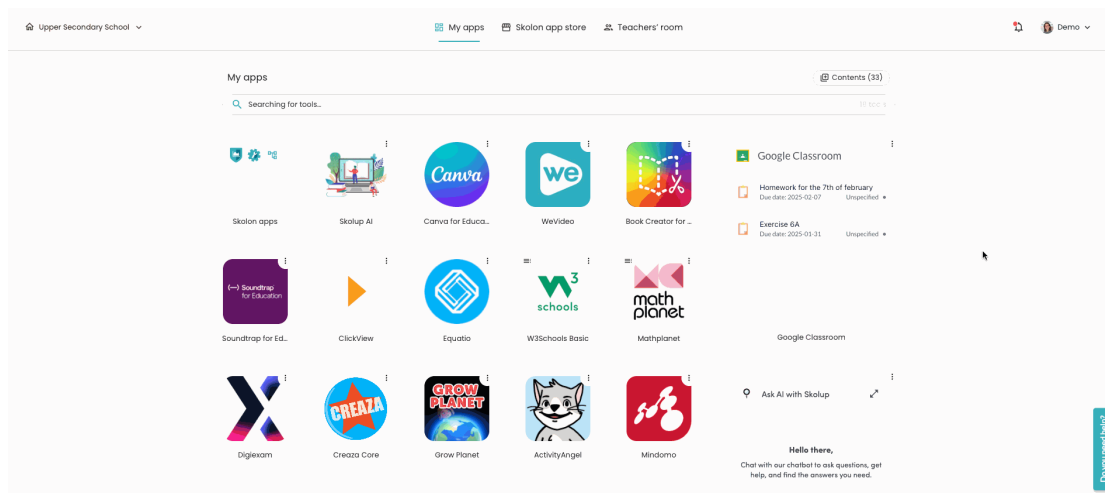 Upper Secondary School
My apps
Skolon app store
Teachers' room
Demo
My apps
Contents (33)
Searching for tools...
Canva
we
Google Classroom
Homework for the 7th of february
Due date: 2025-02-07
Unspecified
Exercise 6A
Due date: 2025-01-31
Unspecified
Skolon apps
Skolup AI
Canva for Educa...
WeVideo
Book Creator for ...
Soundtrap
for Education
W3
schools
math
planet
Soundtrap for Ed...
ClickView
Equatio
W3Schools Basic
Mathplanet
Google Classroom
CREAZA
GROW
PLANET
Ask AI with Skolup
Digiexam
Creaza Core
Grow Planet
ActivityAngel
Mindomo
Hello there,
Chat with our chatbot to ask questions, get
help, and find the answers you need.
Do you need help?